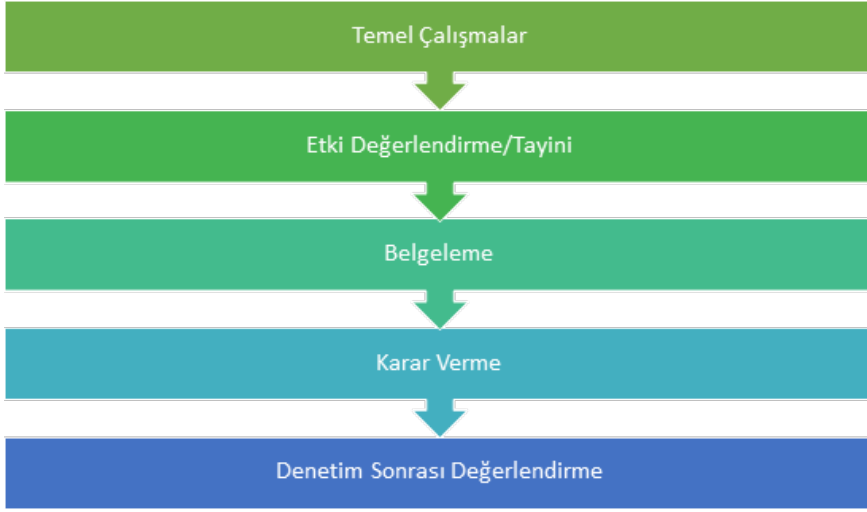 Temel Çalışmalar
Etki Değerlendirme/Tayini
Belgeleme
Karar Verme
Denetim Sonrası Değerlendirme